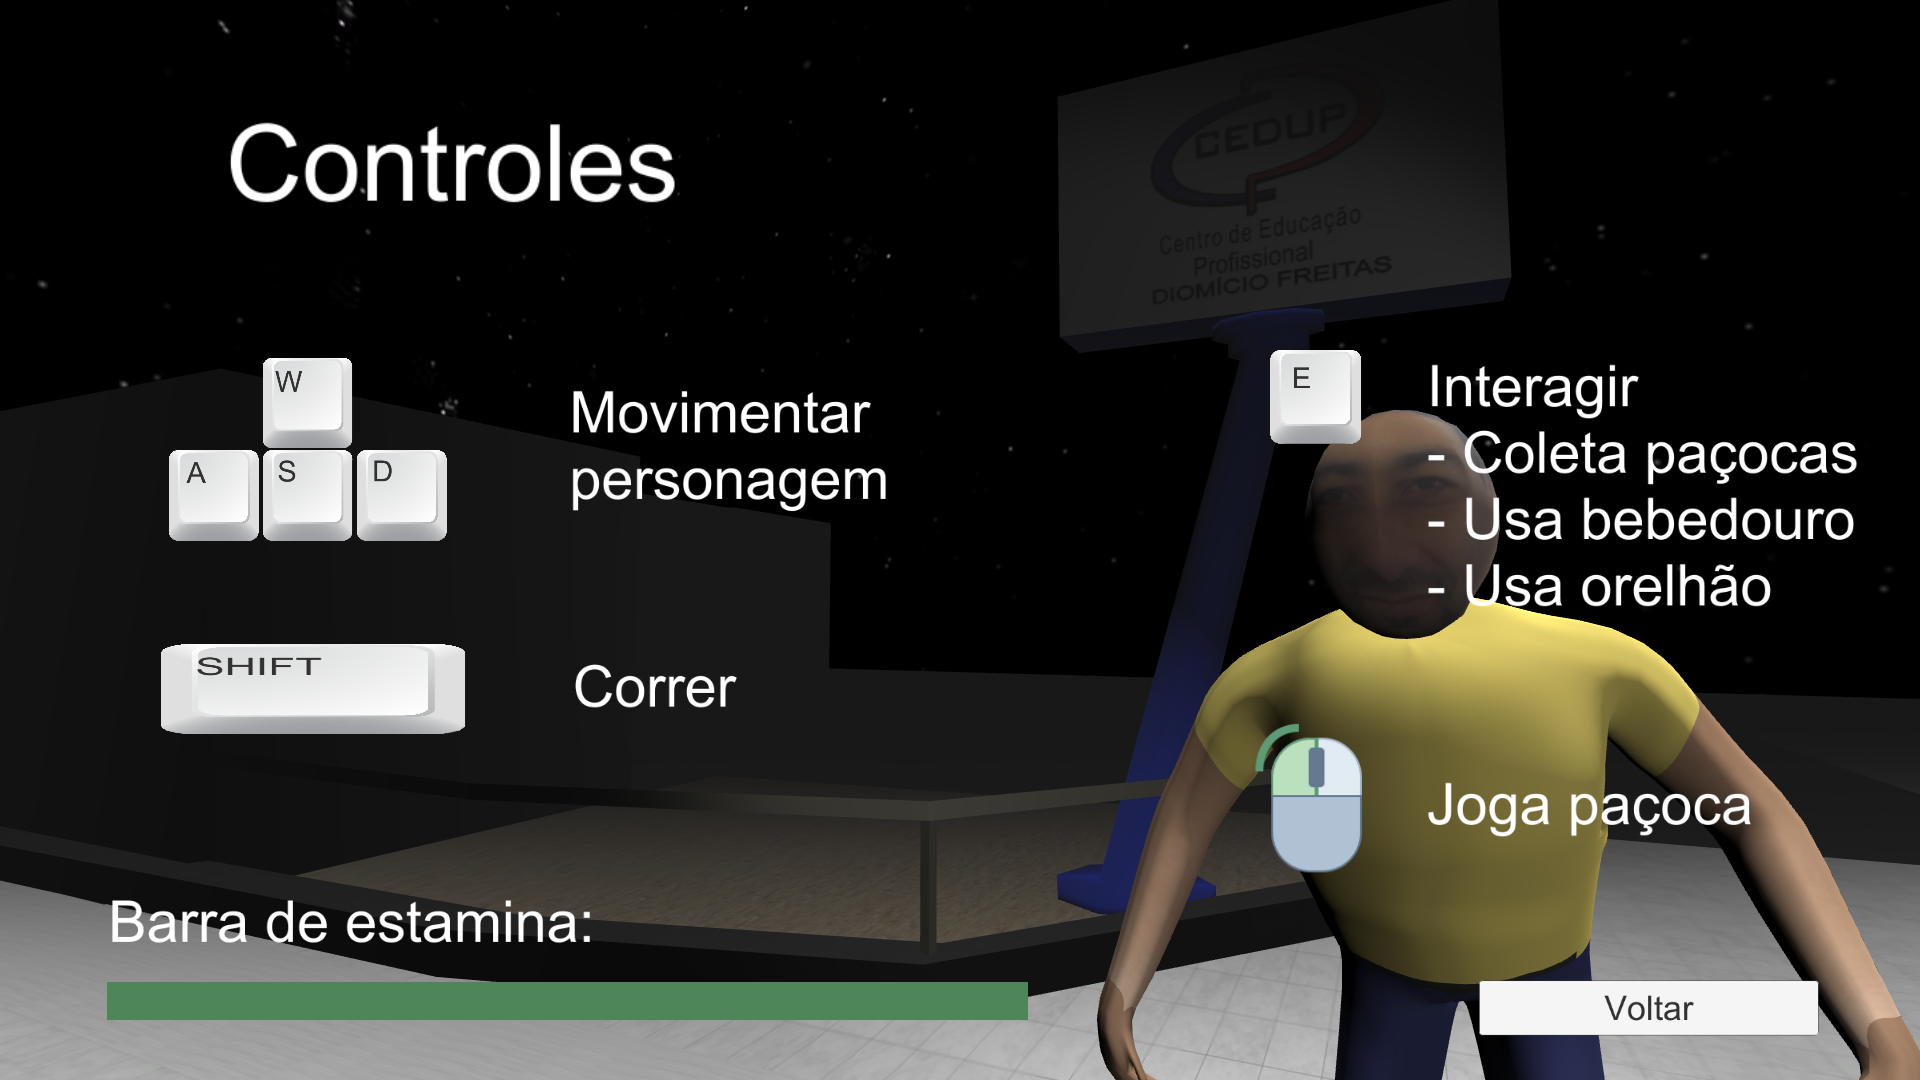 Controles
CEDUP
Centro de Educação
Profissional
DIOMÍCIO FREITAS
W
A S D
Movimentar
personagem
SHIFT
Correr
E
Interagir
- Coleta paçocas
- Usa bebedouro
- Usa orelhão
Joga paçoca
Barra de estamina:
Voltar